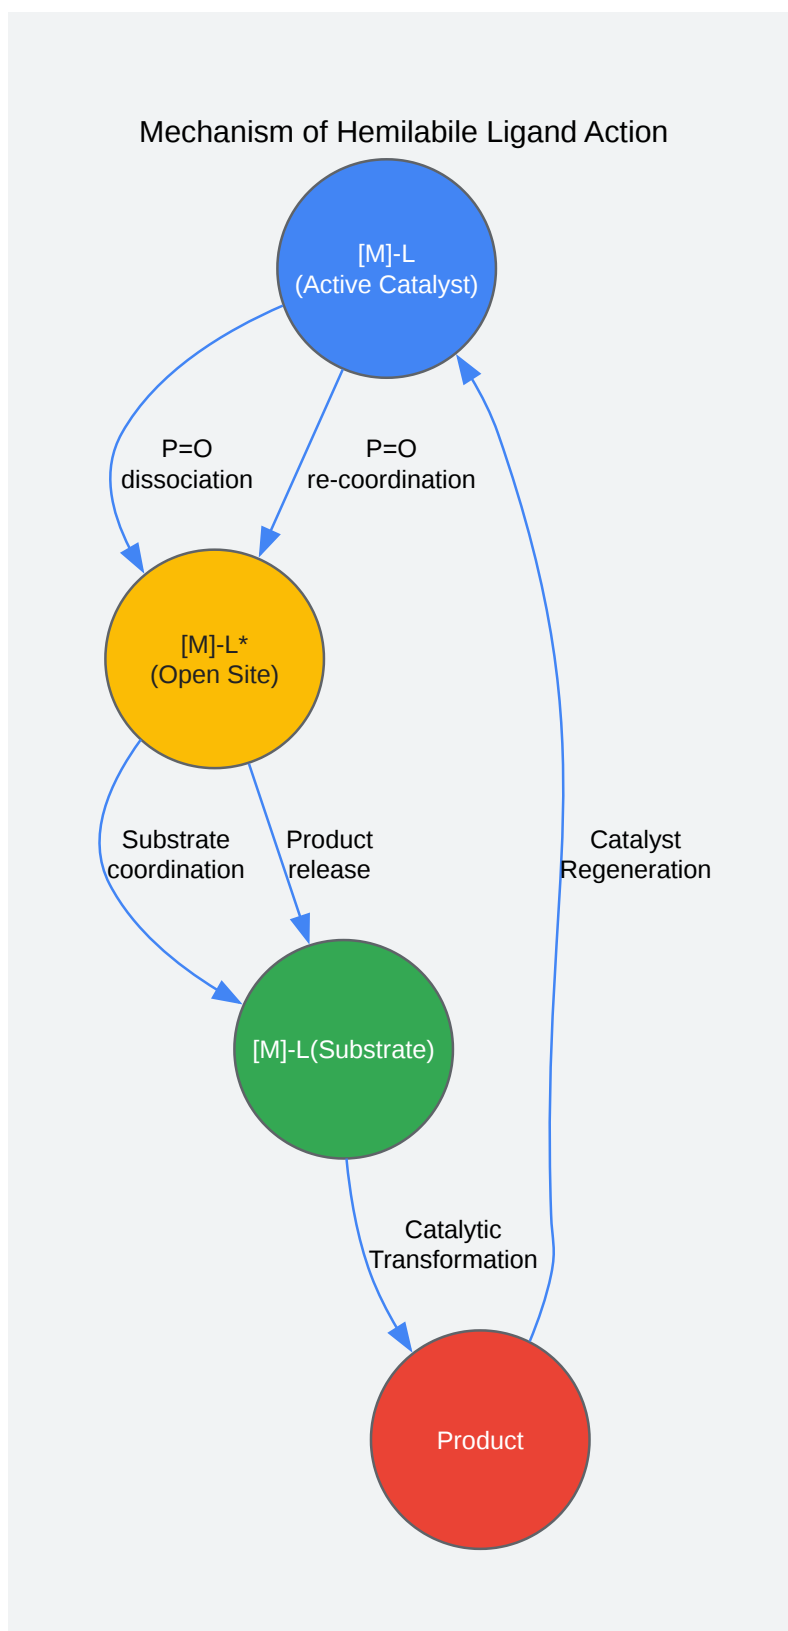 Mechanism of Hemilabile Ligand Action
[M]-L
(Active Catalyst)
P=O
dissociation
P=O
re-coordination
[M]-L*
(Open Site)
Substrate
coordination
Product
release
Catalyst
Regeneration
[M]-L(Substrate)
Catalytic
Transformation
Product